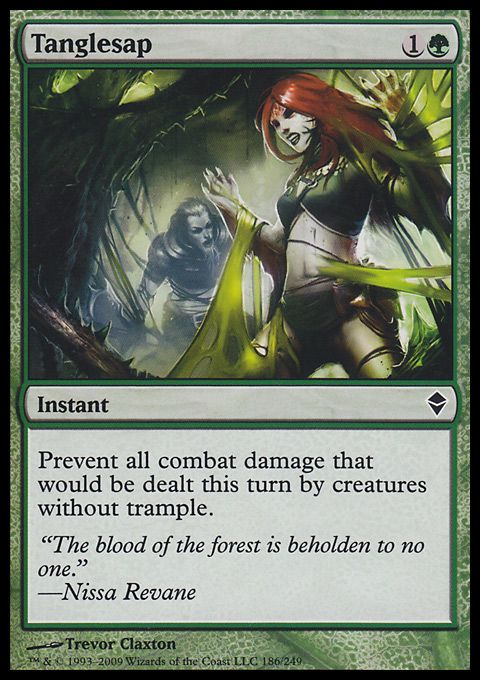 Tanglesap 1
Instant
Prevent all combat damage that
would be dealt this turn by creatures
without trample.
“The blood of the forest is beholden to no
one.”
—Nissa Revane
Trevor Claxton
™ & © 1993–2009 Wizards of the Coast LLC 186/249